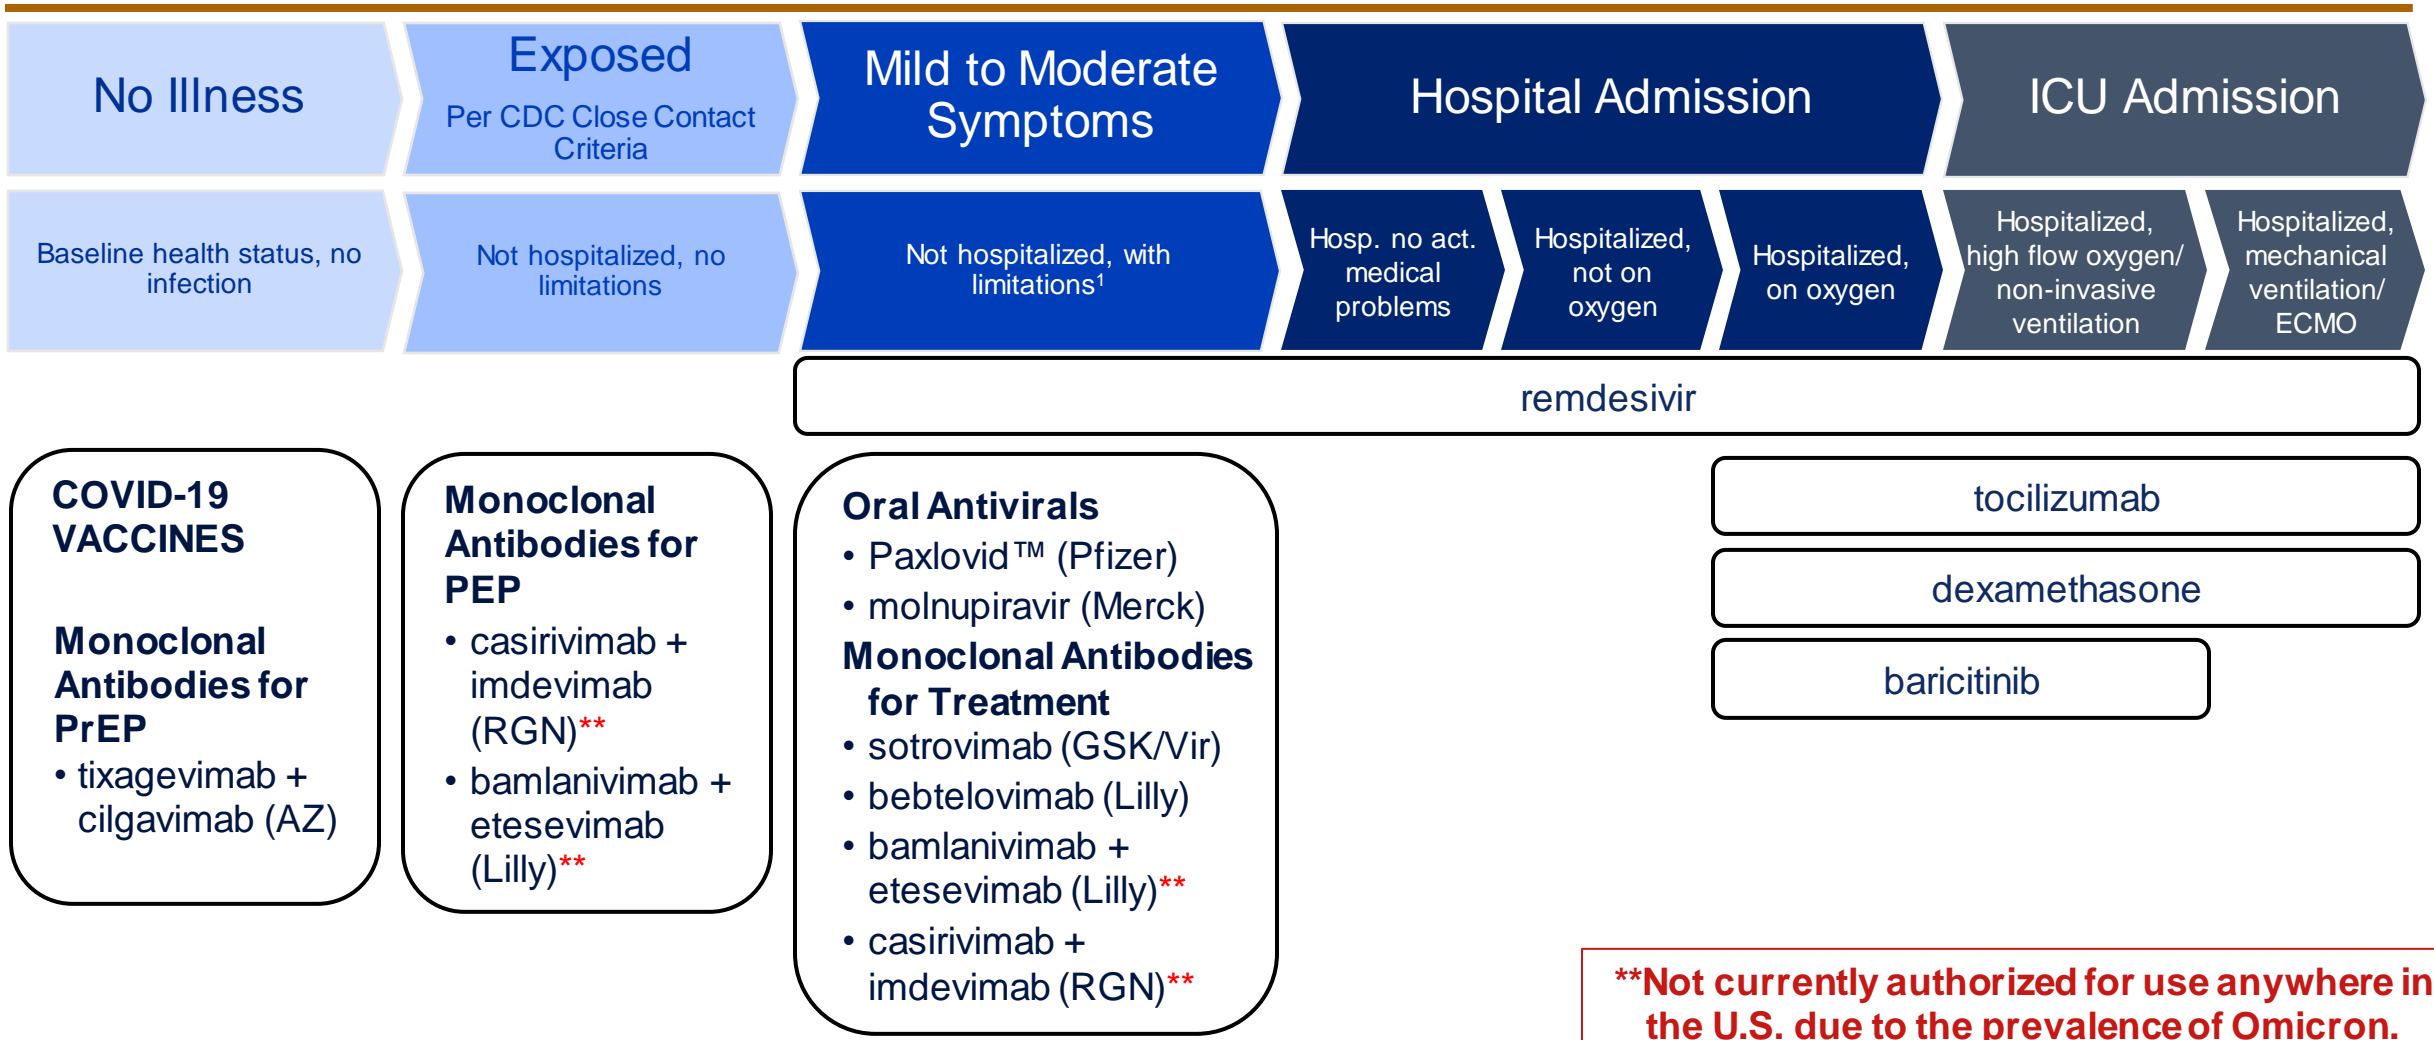 No Illness
Exposed
Per CDC Close Contact
Criteria
Mild to Moderate
Symptoms
Hospital Admission
ICU Admission
Baseline health status, no
infection
Not hospitalized, no
limitations
Not hospitalized, with
limitations¹
Hosp. no act.
medical
problems
Hospitalized,
not on
oxygen
Hospitalized,
on oxygen
Hospitalized,
high flow oxygen/
non-invasive
ventilation
Hospitalized,
mechanical
ventilation/
ECMO
remdesivir
COVID-19
VACCINES
Monoclonal
Antibodies for
PrEP
• tixagevimab +
cilgavimab (AZ)
Monoclonal
Antibodies for
PEP
• casirivimab +
imdevimab
(RGN)**
• bamlanivimab +
etesevimab
(Lilly)**
Oral Antivirals
• Paxlovid™ (Pfizer)
• molnupiravir (Merck)
Monoclonal Antibodies
for Treatment
• sotrovimab (GSK/Vir)
• bebtelovimab (Lilly)
• bamlanivimab +
etesevimab (Lilly)**
• casirivimab +
imdevimab (RGN)**
tocilizumab
dexamethasone
baricitinib
**Not currently authorized for use anywhere in
the U.S. due to the prevalence of Omicron.